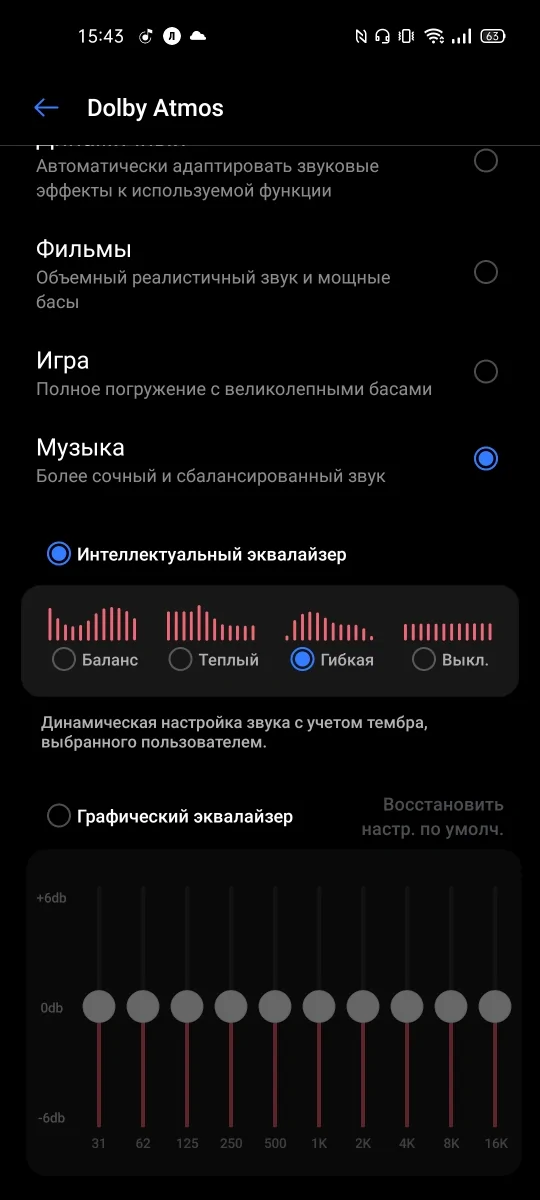 15:43
Л
63
Dolby Atmos
Автоматически адаптировать звуковые
эффекты к используемой функции
Фильмы
Объемный реалистичный звук и мощные
басы
Игра
Полное погружение с великолепными басами
Музыка
Более сочный и сбалансированный звук
Интеллектуальный эквалайзер
Баланс Теплый Гибкая Выкл.
Динамическая настройка звука с учетом тембра,
выбранного пользователем.
Графический эквалайзер
Восстановить
настр. по умолч.
+6db
0db
-6db
31 62 125 250 500 1K 2K 4K 8K 16K